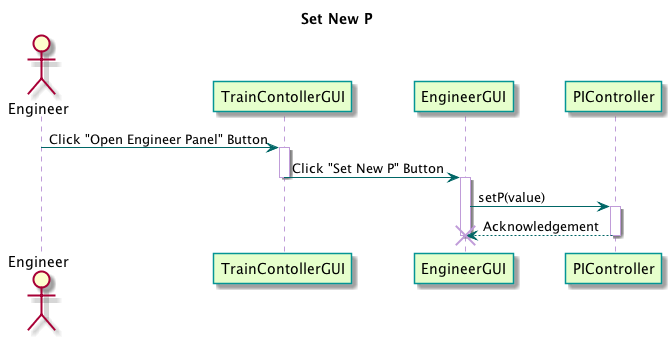 Set New P
Engineer
TrainContollerGUI
EngineerGUI
PIController
Click "Open Engineer Panel" Button
Click "Set New P" Button
setP(value)
Acknowledgement
Engineer
TrainContollerGUI
EngineerGUI
PIController